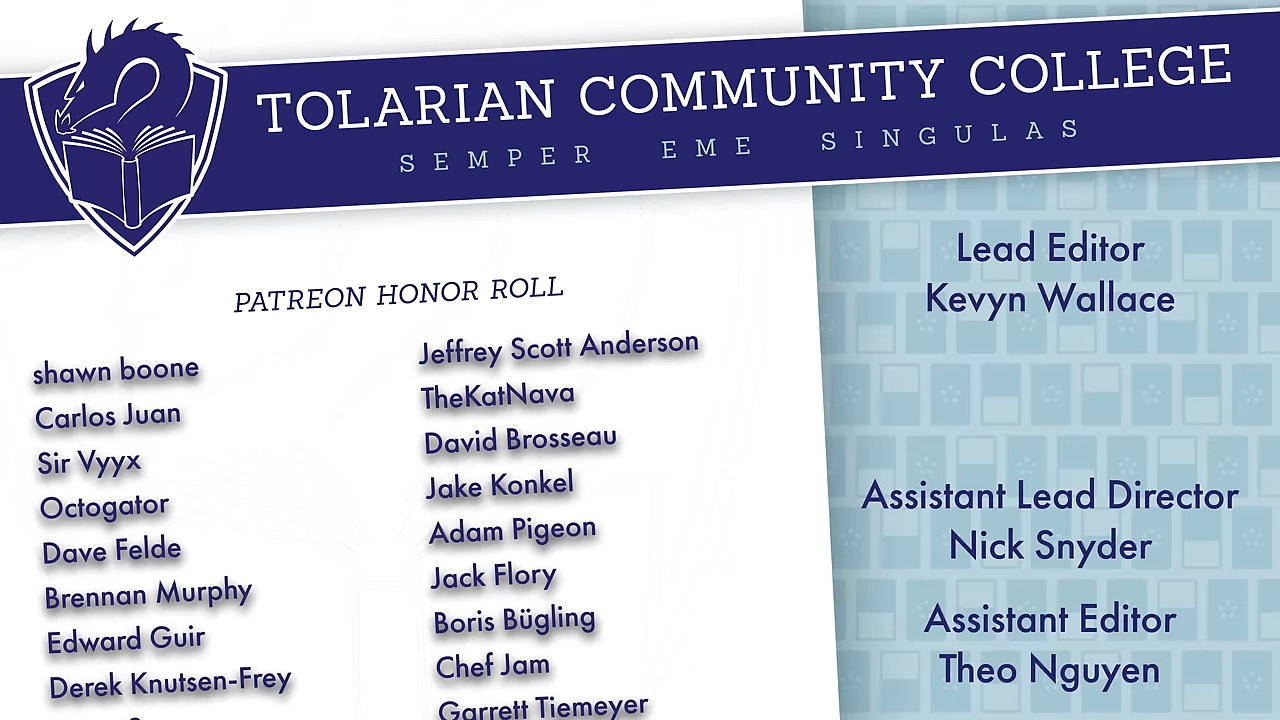 TOLARIAN COMMUNITY COLLEGE
SEMPER EME SINGULAS
PATREON HONOR ROLL
shawn boone
Carlos Juan
Sir Vyyx
Octogator
Dave Felde
Brennan Murphy
Edward Guir
Derek Knutsen-Frey
Jeffrey Scott Anderson
TheKatNava
David Brosseau
Jake Konkel
Adam Pigeon
Jack Flory
Boris Bügling
Chef Jam
Garrett Tiemeyer
Lead Editor
Kevyn Wallace
Assistant Lead Director
Nick Snyder
Assistant Editor
Theo Nguyen